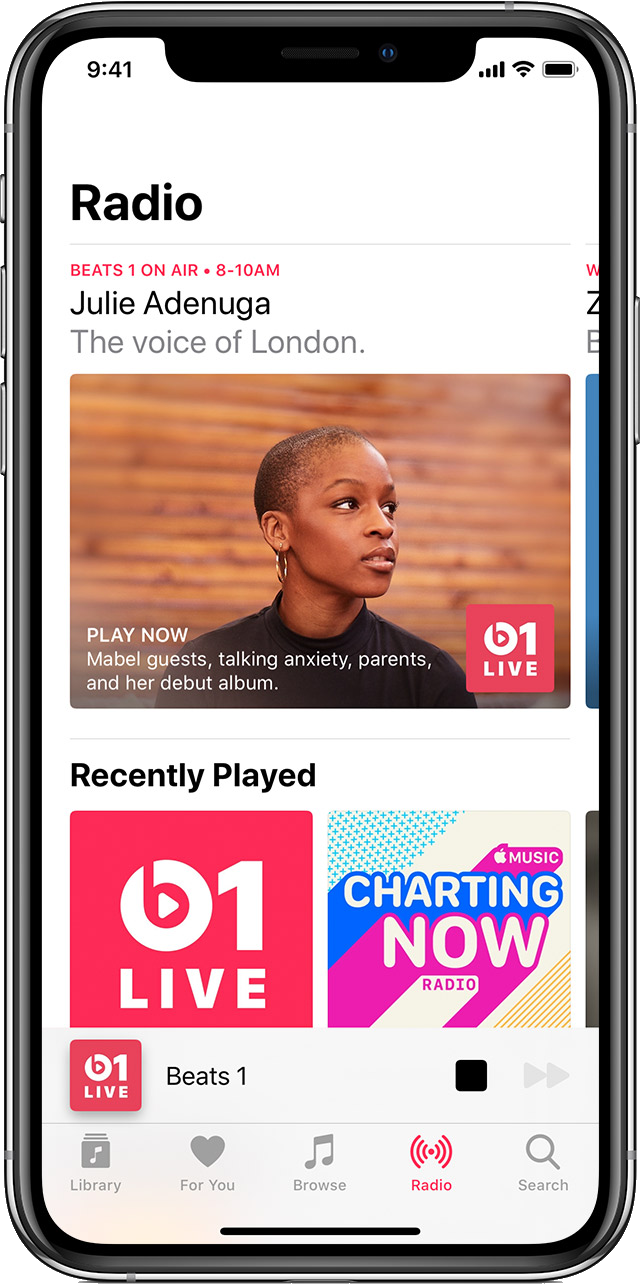 9:41
Radio
BEATS 1 ON AIR • 8-10AM
Julie Adenuga
The voice of London.
W
Z
B
PLAY NOW
Mabel guests, talking anxiety, parents,
and her debut album.
1
LIVE
Recently Played
1
LIVE
MUSIC
CHARTING
NOW
RADIO
1
LIVE
Beats 1
Library
For You
Browse
Radio
Search